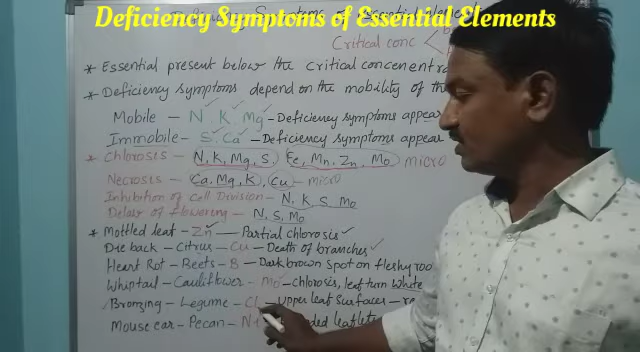 Deficiency Symptoms of Essential Elements
Critical conc
* Essential present below the critical concenentra
* Deficiency symptoms depend on the mobility of th
Mobile - N, K, Mg - Deficiency symptoms appear
Immobile - S, Ca - Deficiency symptoms appear
* Chlorosis - N, K, Mg, S, Fe, Mn, Zn, Mo micro
Necrosis - Ca, Mg, K, Cu - micro
Inhibition of Cell Division - N, K, S, Mo
Delay of flowering - N, S, Mo
* Mottled leaf - Zn - Partial Chlorosis
Die back - Citrus - Cu - Death of branches
Heart Rot - Beets - B - Dark brown Spot on fleshy roo
Whiptail - Cauliflower - Mo - Chlorosis, leaf turn White
Bronzing - Legume - Cl - Upper leaf Surfaces -
Mouse ear - Pecan - leaflets